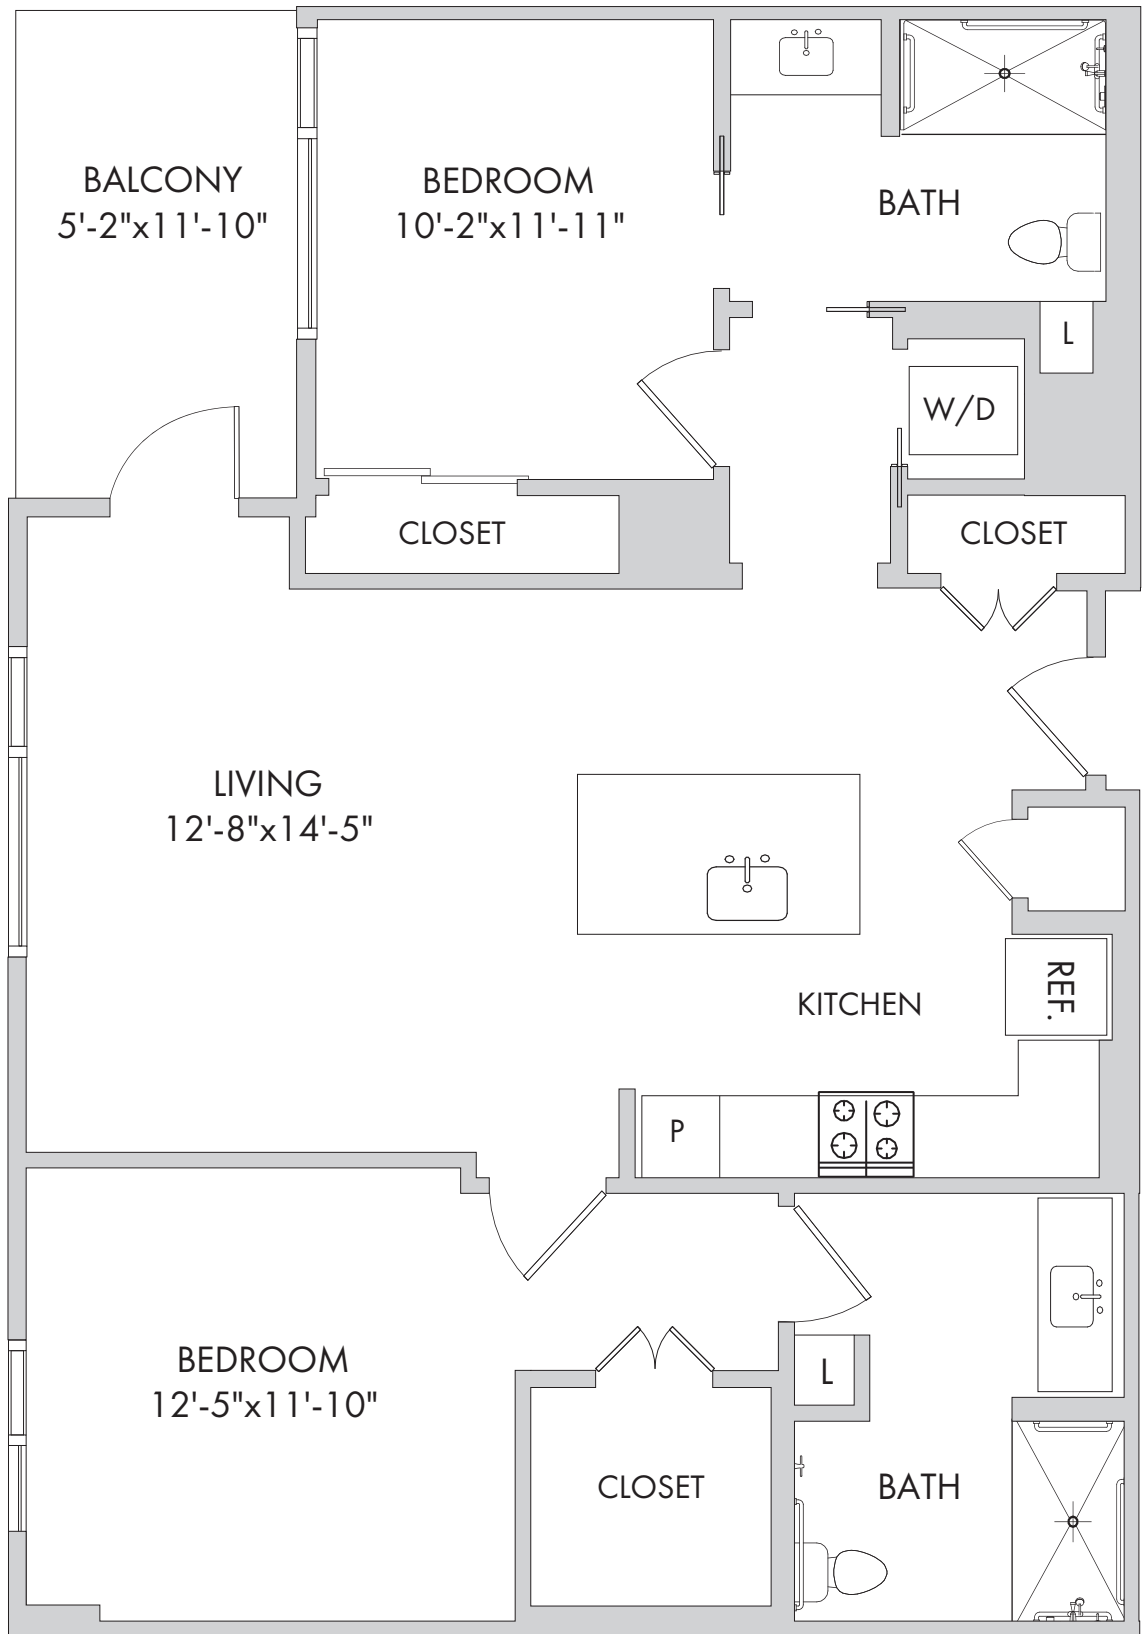 BALCONY
5'-2"x11'-10"
BEDROOM
10'-2"x11'-11"
BATH
L
W/D
CLOSET
CLOSET
LIVING
12'-8"x14'-5"
REF.
KITCHEN
P
BEDROOM
12'-5"x11'-10"
L
CLOSET
BATH